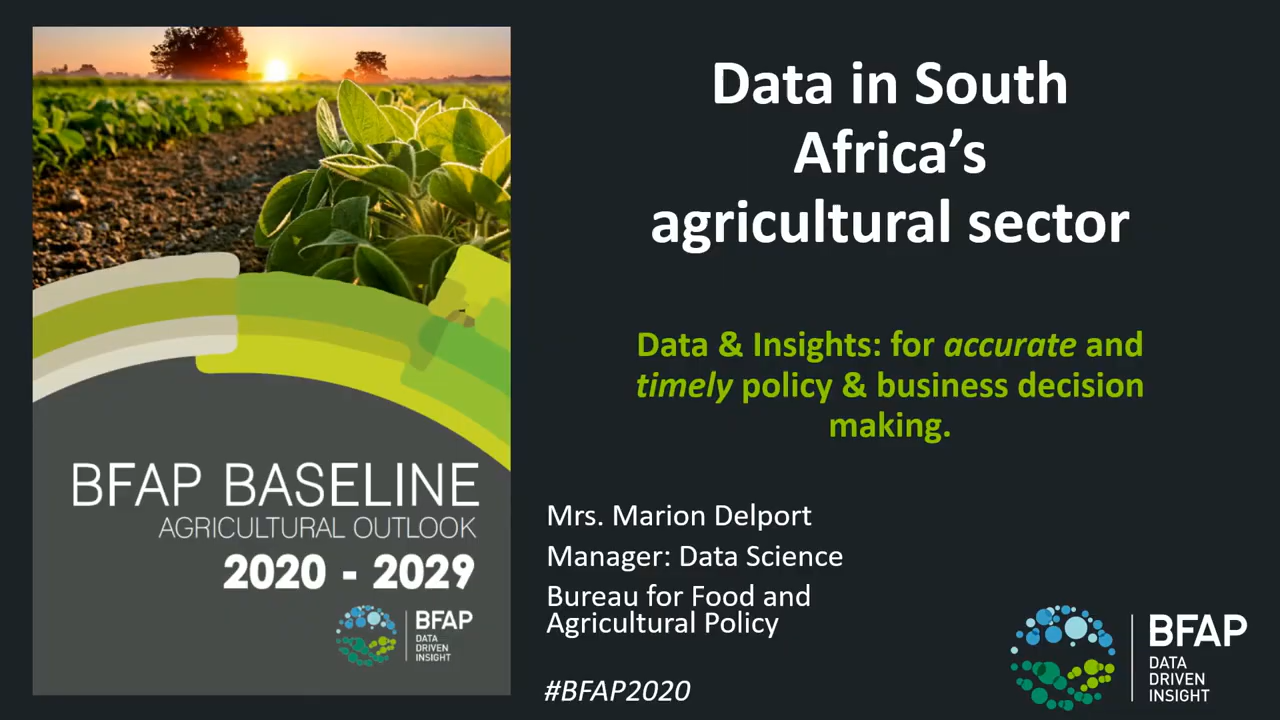 BFAP BASELINE
AGRICULTURAL OUTLOOK
2020 - 2029
BFAP
DATA
DRIVEN
INSIGHT
Data in South
Africa’s
agricultural sector
Data & Insights: for accurate and
timely policy & business decision
making.
Mrs. Marion Delport
Manager: Data Science
Bureau for Food and
Agricultural Policy
#BFAP2020
BFAP
DATA
DRIVEN
INSIGHT